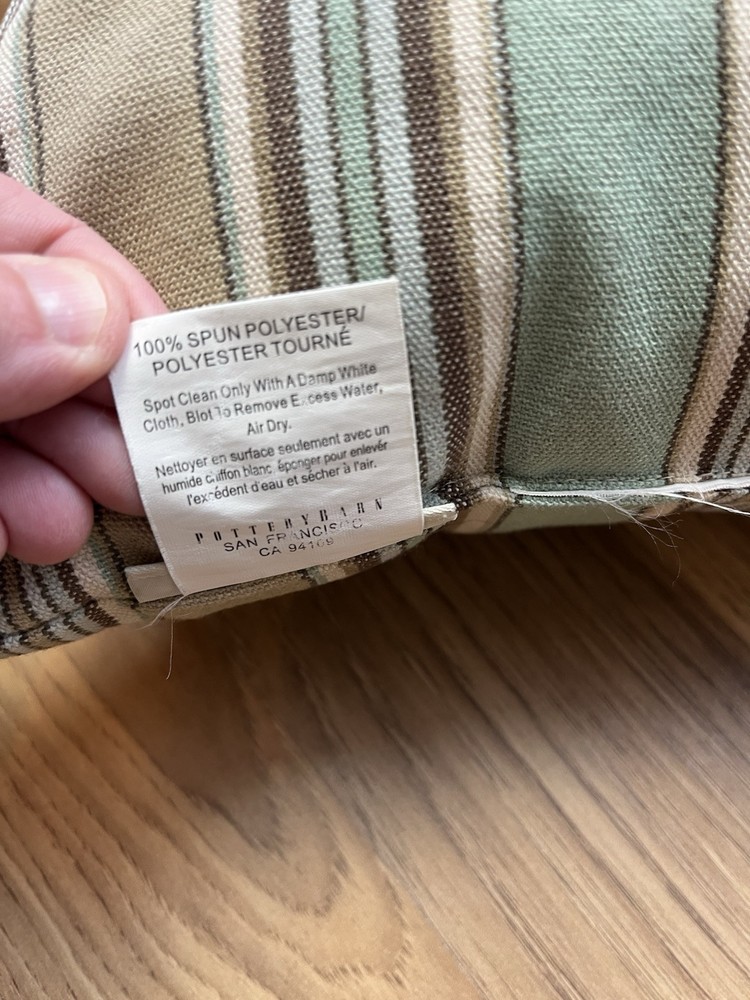 100% SPUN POLYESTER/
POLYESTER TOURNÉ
Spot Clean Only With A Damp White
Cloth, Blot To Remove Excess Water,
Air Dry.
Nettoyer en surface seulement avec un
humide chiffon blanc éponger pour enlevér
l'excédent d'eau et sécher à l'air.
POTTERYBARN
SAN FRANCISCO
CA 94109